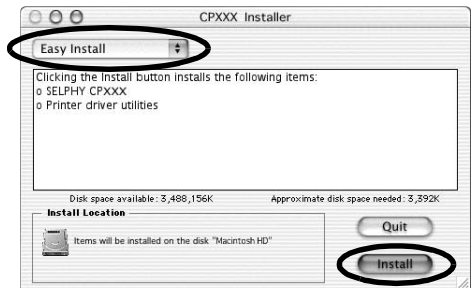 CPXXX Installer
Easy Install
Clicking the Install button installs the following items:
o SELPHY CPXXX
o Printer driver utilities
Disk space available: 3,488,156K Approximate disk space needed: 3,392K
Install Location
Items will be installed on the disk "Macintosh HD"
Quit
Install